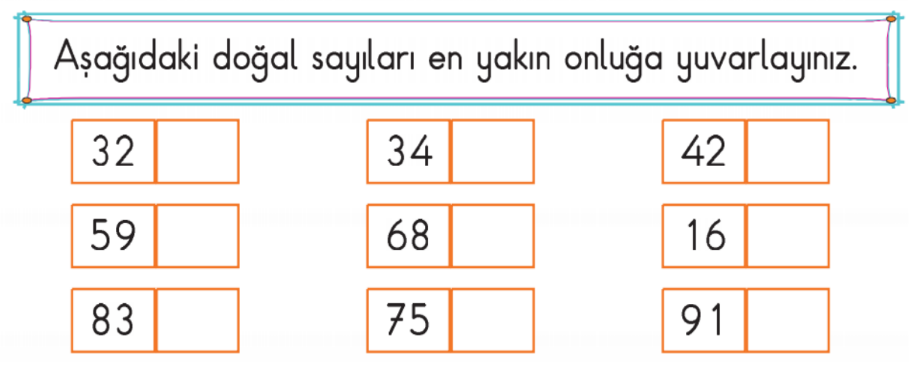 Aşağıdaki doğal sayıları en yakın onluğa yuvarlayınız.
32 34 42
59 68 16
83 75 91